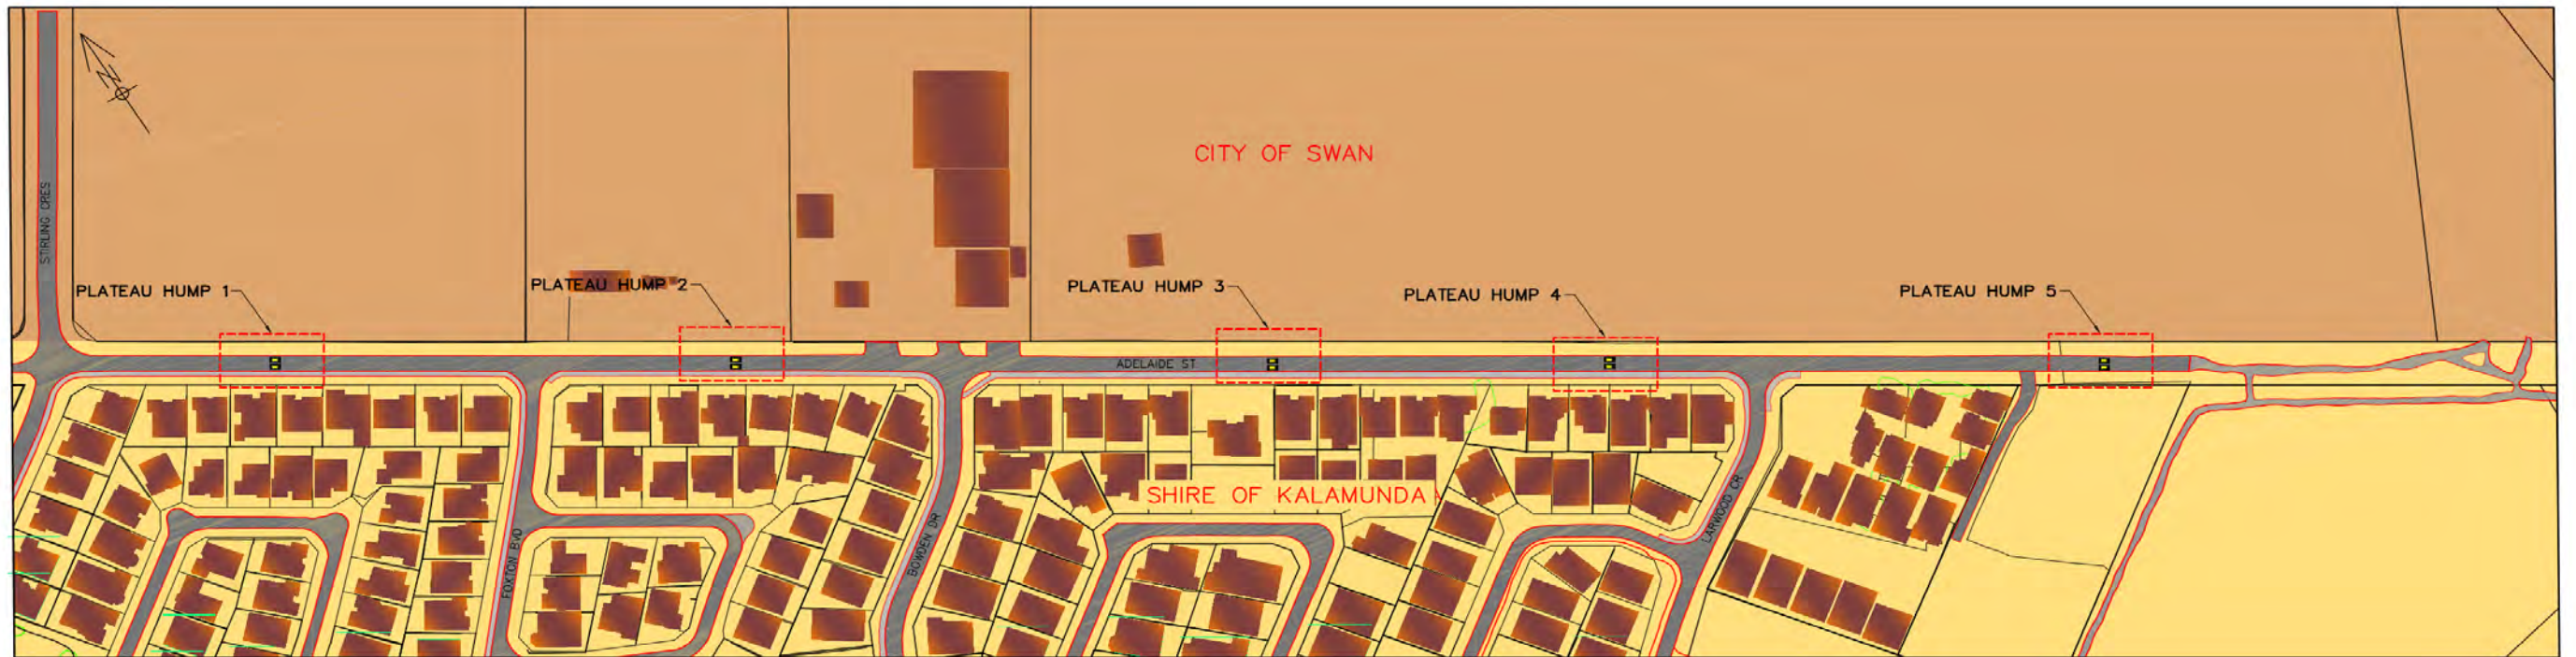 N
CITY OF SWAN
STIRLING CRES
PLATEAU HUMP 1
PLATEAU HUMP 2
PLATEAU HUMP 3
PLATEAU HUMP 4
PLATEAU HUMP 5
ADELAIDE ST
SHIRE OF KALAMUNDA
FOXTON BVD
BOWDEN DR
LARWOOD CR